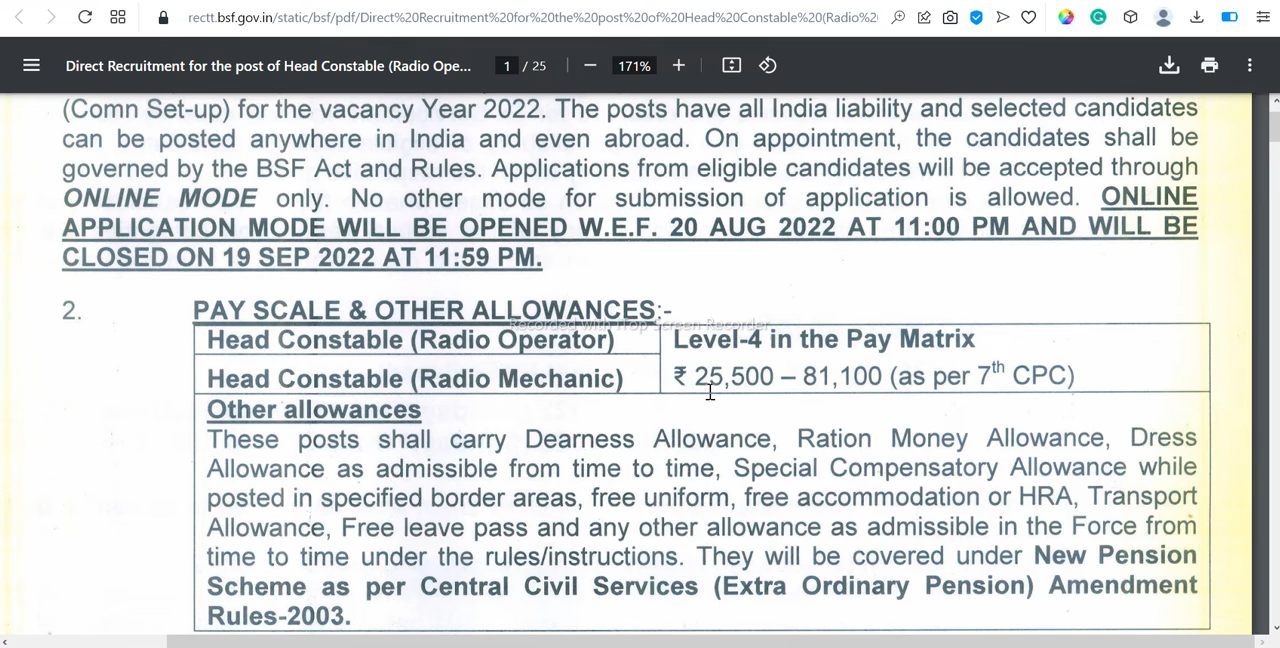 rectt.bsf.gov.in/static/bsf/pdf/Direct%20Recruitment%20for%20the%20post%20of%20Head%20Constable%20(Radio%20
Direct Recruitment for the post of Head Constable (Radio Ope... 1 / 25 171%
(Comn Set-up) for the vacancy Year 2022. The posts have all India liability and selected candidates
can be posted anywhere in India and even abroad. On appointment, the candidates shall be
governed by the BSF Act and Rules. Applications from eligible candidates will be accepted through
ONLINE MODE only. No other mode for submission of application is allowed. ONLINE
APPLICATION MODE WILL BE OPENED W.E.F. 20 AUG 2022 AT 11:00 PM AND WILL BE
CLOSED ON 19 SEP 2022 AT 11:59 PM.
2. PAY SCALE & OTHER ALLOWANCES:-
Recorded with iTop Screen Recorder
Head Constable (Radio Operator) Level-4 in the Pay Matrix
Head Constable (Radio Mechanic) ₹ 25,500 – 81,100 (as per 7th CPC)
Other allowances
These posts shall carry Dearness Allowance, Ration Money Allowance, Dress
Allowance as admissible from time to time, Special Compensatory Allowance while
posted in specified border areas, free uniform, free accommodation or HRA, Transport
Allowance, Free leave pass and any other allowance as admissible in the Force from
time to time under the rules/instructions. They will be covered under New Pension
Scheme as per Central Civil Services (Extra Ordinary Pension) Amendment
Rules-2003.